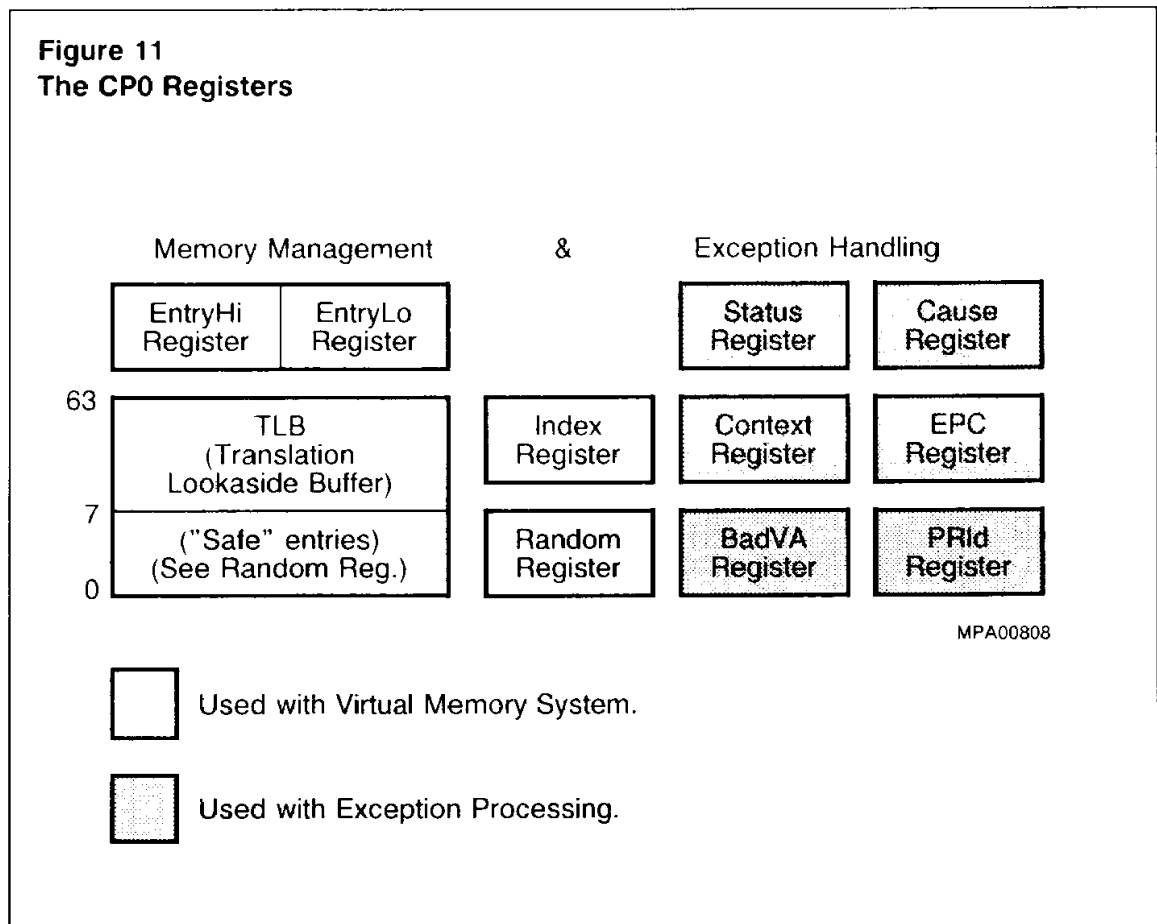 Figure 11
The CP0 Registers
Memory Management & Exception Handling
EntryHi
Register
EntryLo
Register
Status
Register
Cause
Register
63
TLB
(Translation
Lookaside Buffer)
Index
Register
Context
Register
EPC
Register
7
("Safe" entries)
(See Random Reg.)
0
Random
Register
BadVA
Register
PRId
Register
MPA00808
Used with Virtual Memory System.
Used with Exception Processing.